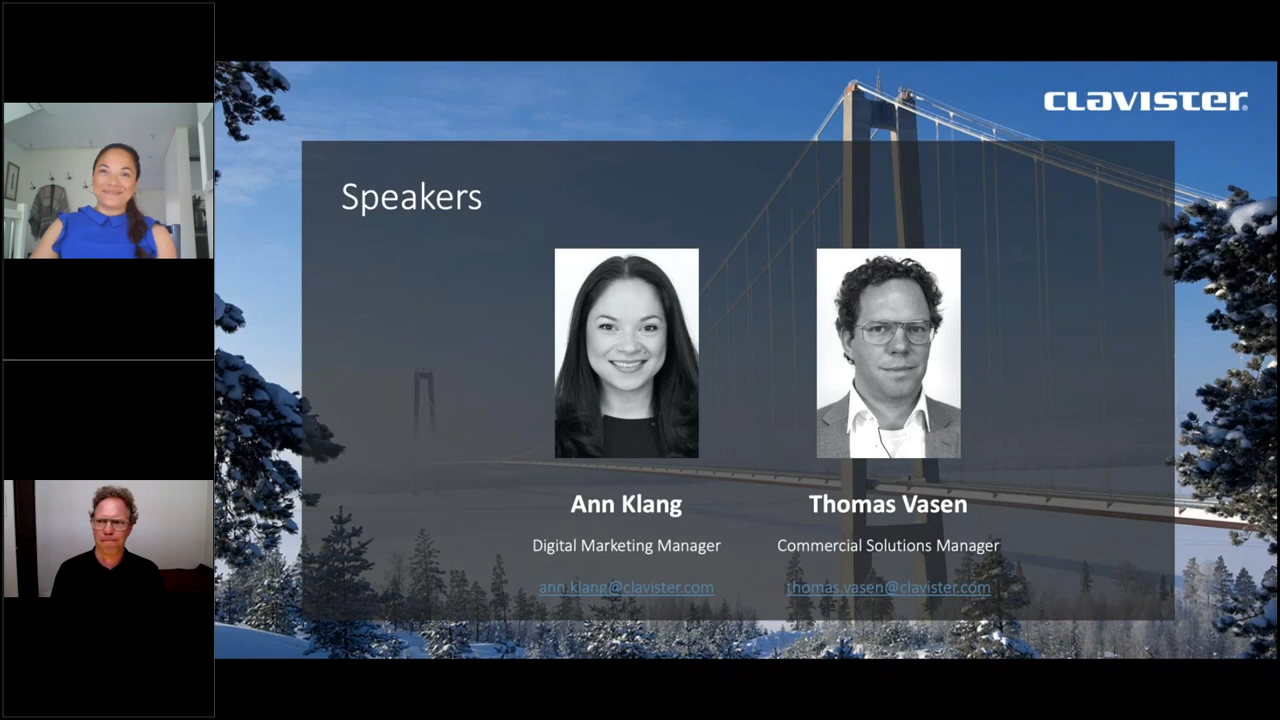 CLAVISTER®
Speakers
Ann Klang
Thomas Vasen
Digital Marketing Manager
Commercial Solutions Manager
ann.klang@clavister.com
thomas.vasen@clavister.com